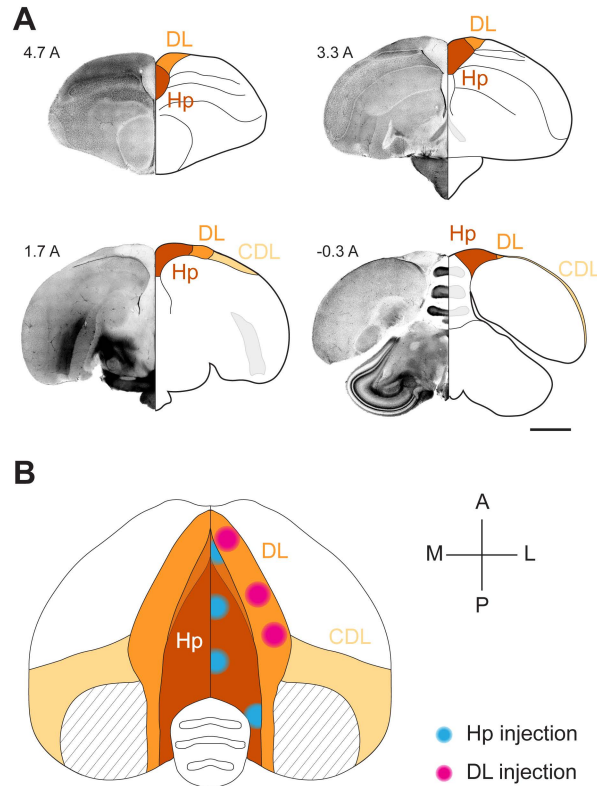 A
4.7 A
DL
Hp
3.3 A
DL
Hp
1.7 A
DL
CDL
Hp
-0.3 A
Hp
DL
CDL
B
DL
Hp
CDL
A
M
L
P
Hp injection
DL injection